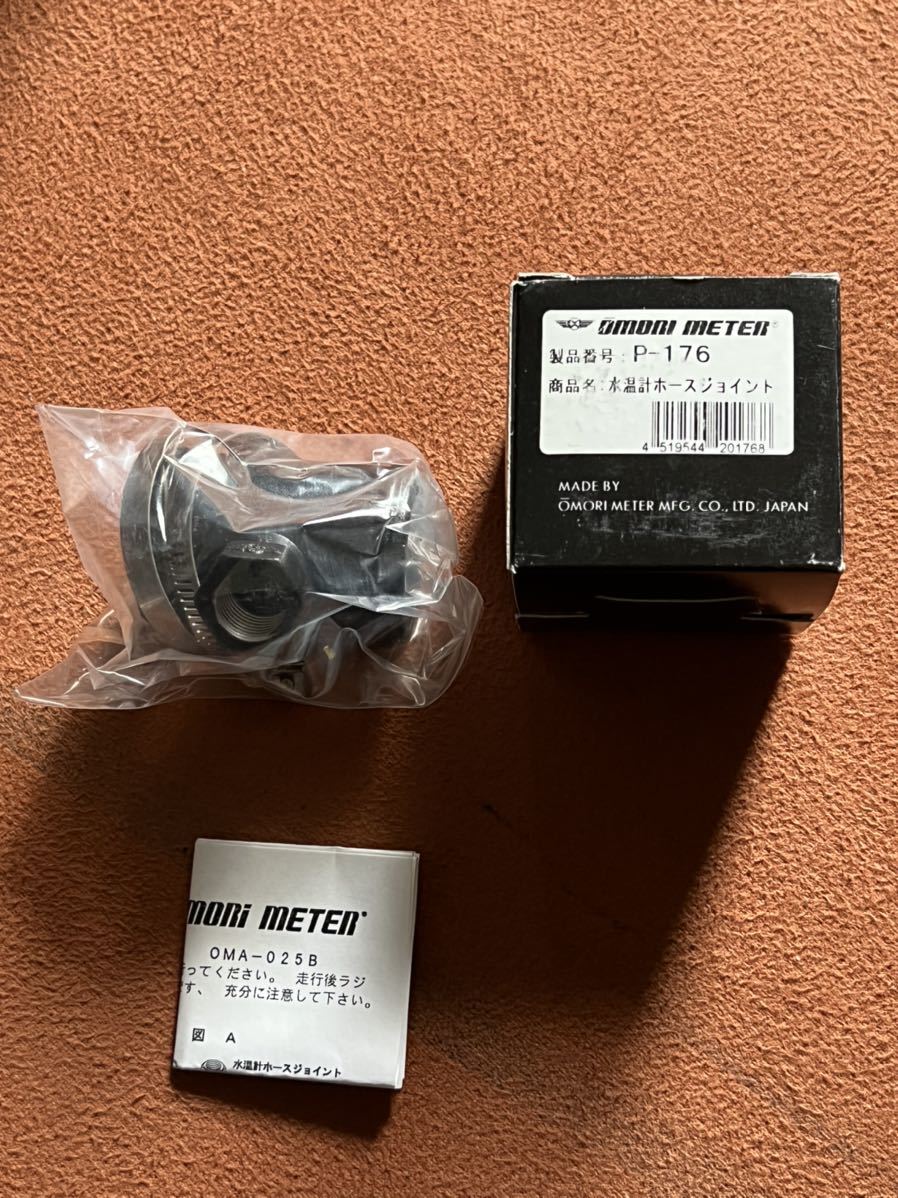 ŌMORI METER®
製品番号:P-176
商品名:水温計ホースジョイント
4 519544 201768
MADE BY
ŌMORI METER MFG. CO., LTD. JAPAN
MORI METER®
OMA-025B
ってください。 走行後ラジ
す、 充分に注意して下さい。
図 A
水温計ホースジョイント